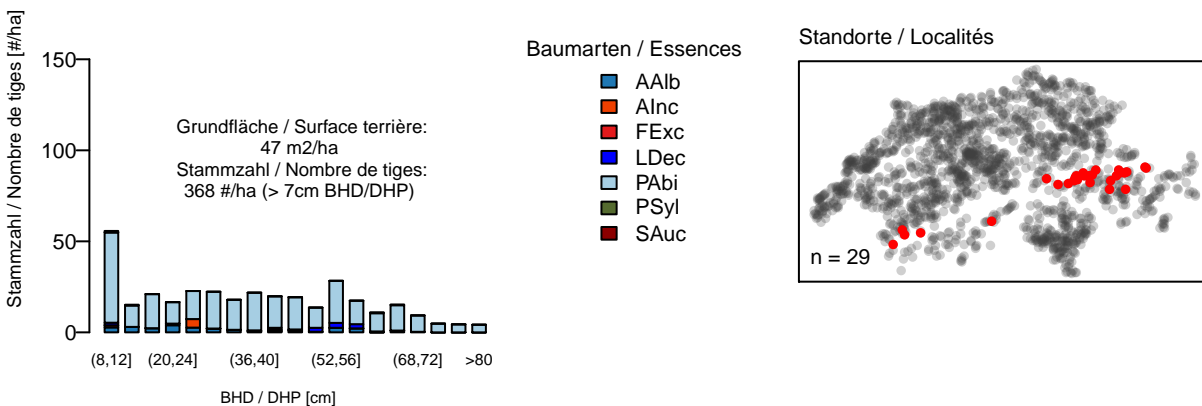 Stammzahl / Nombre de tiges [#/ha]
150
100
50
0
Grundfläche / Surface terrière:
47 m2/ha
Stammzahl / Nombre de tiges:
368 #/ha (> 7cm BHD/DHP)
(8,12]
(20,24]
(36,40]
(52,56]
(68,72]
>80
BHD / DHP [cm]
Baumarten / Essences
AAlb
AInc
FExc
LDec
PAbi
PSyl
SAuc
Standorte / Localités
n = 29